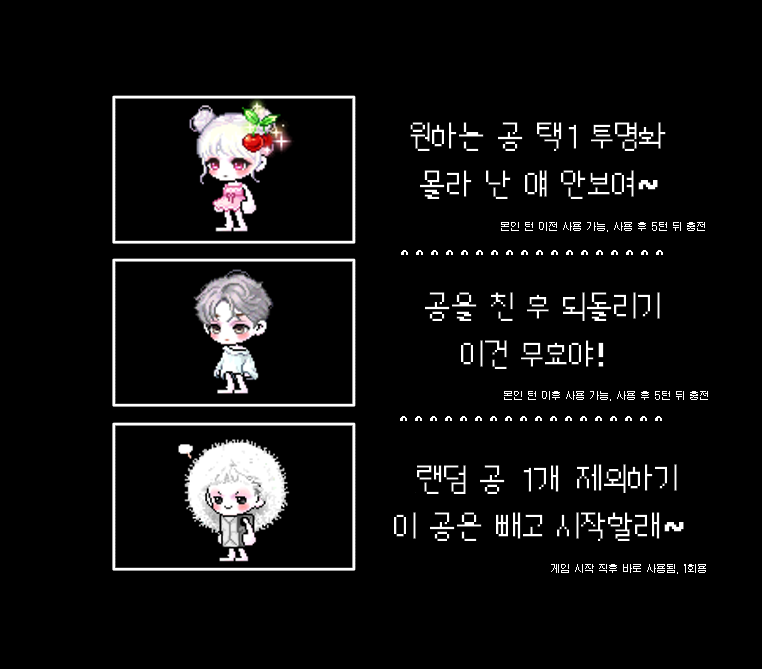 원하는 공 택1 투명화
몰라 난 얘 안보여~
본인 턴 이전 사용 가능, 사용 후 5턴 뒤 충전
공을 친 후 되돌리기
이건 무효야!
본인 턴 이후 사용 가능, 사용 후 5턴 뒤 충전
랜덤 공 1개 제외하기
이 공은 빼고 시작할래~
게임 시작 직후 바로 사용됨, 1회용